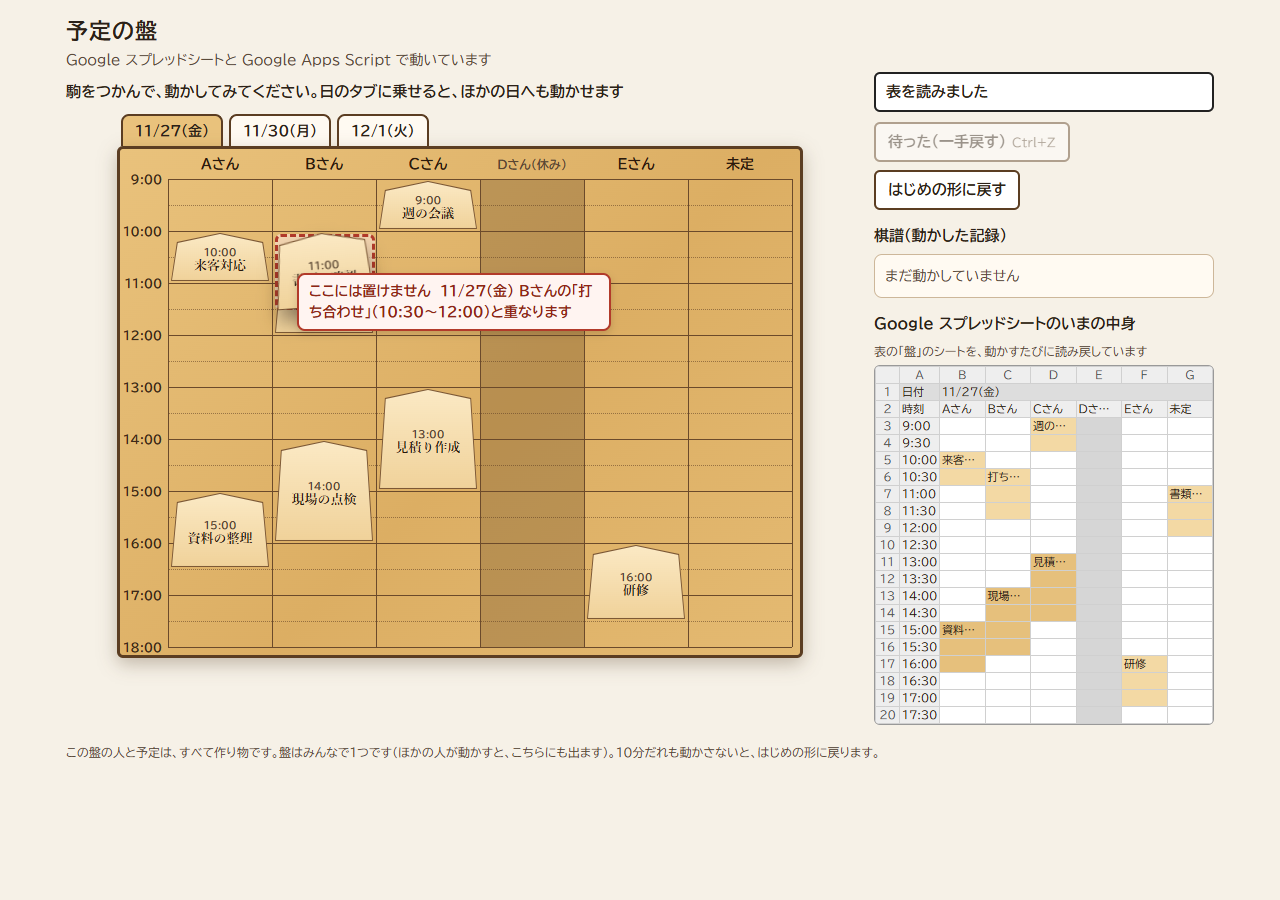 予定の盤
Google スプレッドシートと Google Apps Script で動いています
駒をつかんで、動かしてみてください。日のタブに乗せると、ほかの日へも動かせます
11/27(金) 11/30(月) 12/1(火)
Aさん Bさん Cさん Dさん(休み) Eさん 未定
9:00
10:00
11:00
12:00
13:00
14:00
15:00
16:00
17:00
18:00
9:00
週の会議
10:00
来客対応
11:00
ここには置けません 11/27(金) Bさんの「打
ち合わせ」(10:30〜12:00)と重なります
13:00
見積り作成
14:00
現場の点検
15:00
資料の整理
16:00
研修
表を読みました
待った(一手戻す) Ctrl+Z
はじめの形に戻す
棋譜(動かした記録)
まだ動かしていません
Google スプレッドシートのいまの中身
表の「盤」のシートを、動かすたびに読み戻しています
A B C D E F G
1 日付 11/27(金)
2 時刻 Aさん Bさん Cさん Dさ… Eさん 未定
3 9:00 週の…
4 9:30
5 10:00 来客…
6 10:30 打ち…
7 11:00 書類…
8 11:30
9 12:00
10 12:30
11 13:00 見積…
12 13:30
13 14:00 現場…
14 14:30
15 15:00 資料…
16 15:30
17 16:00 研修
18 16:30
19 17:00
20 17:30
この盤の人と予定は、すべて作り物です。盤はみんなで1つです(ほかの人が動かすと、こちらにも出ます)。10分だれも動かさないと、はじめの形に戻ります。